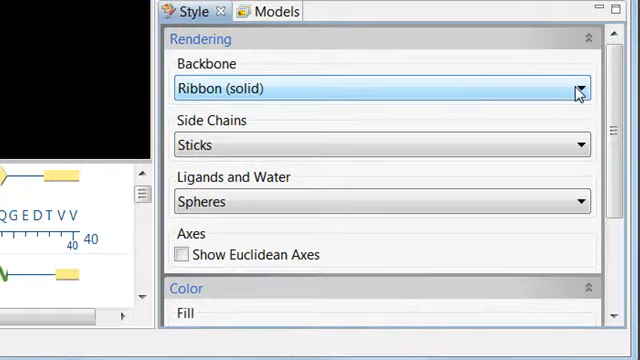 Style Models
Rendering
Backbone
Ribbon (solid)
Side Chains
Sticks
Ligands and Water
Spheres
QGEDTVV
40 40
Axes
Show Euclidean Axes
Color
Fill